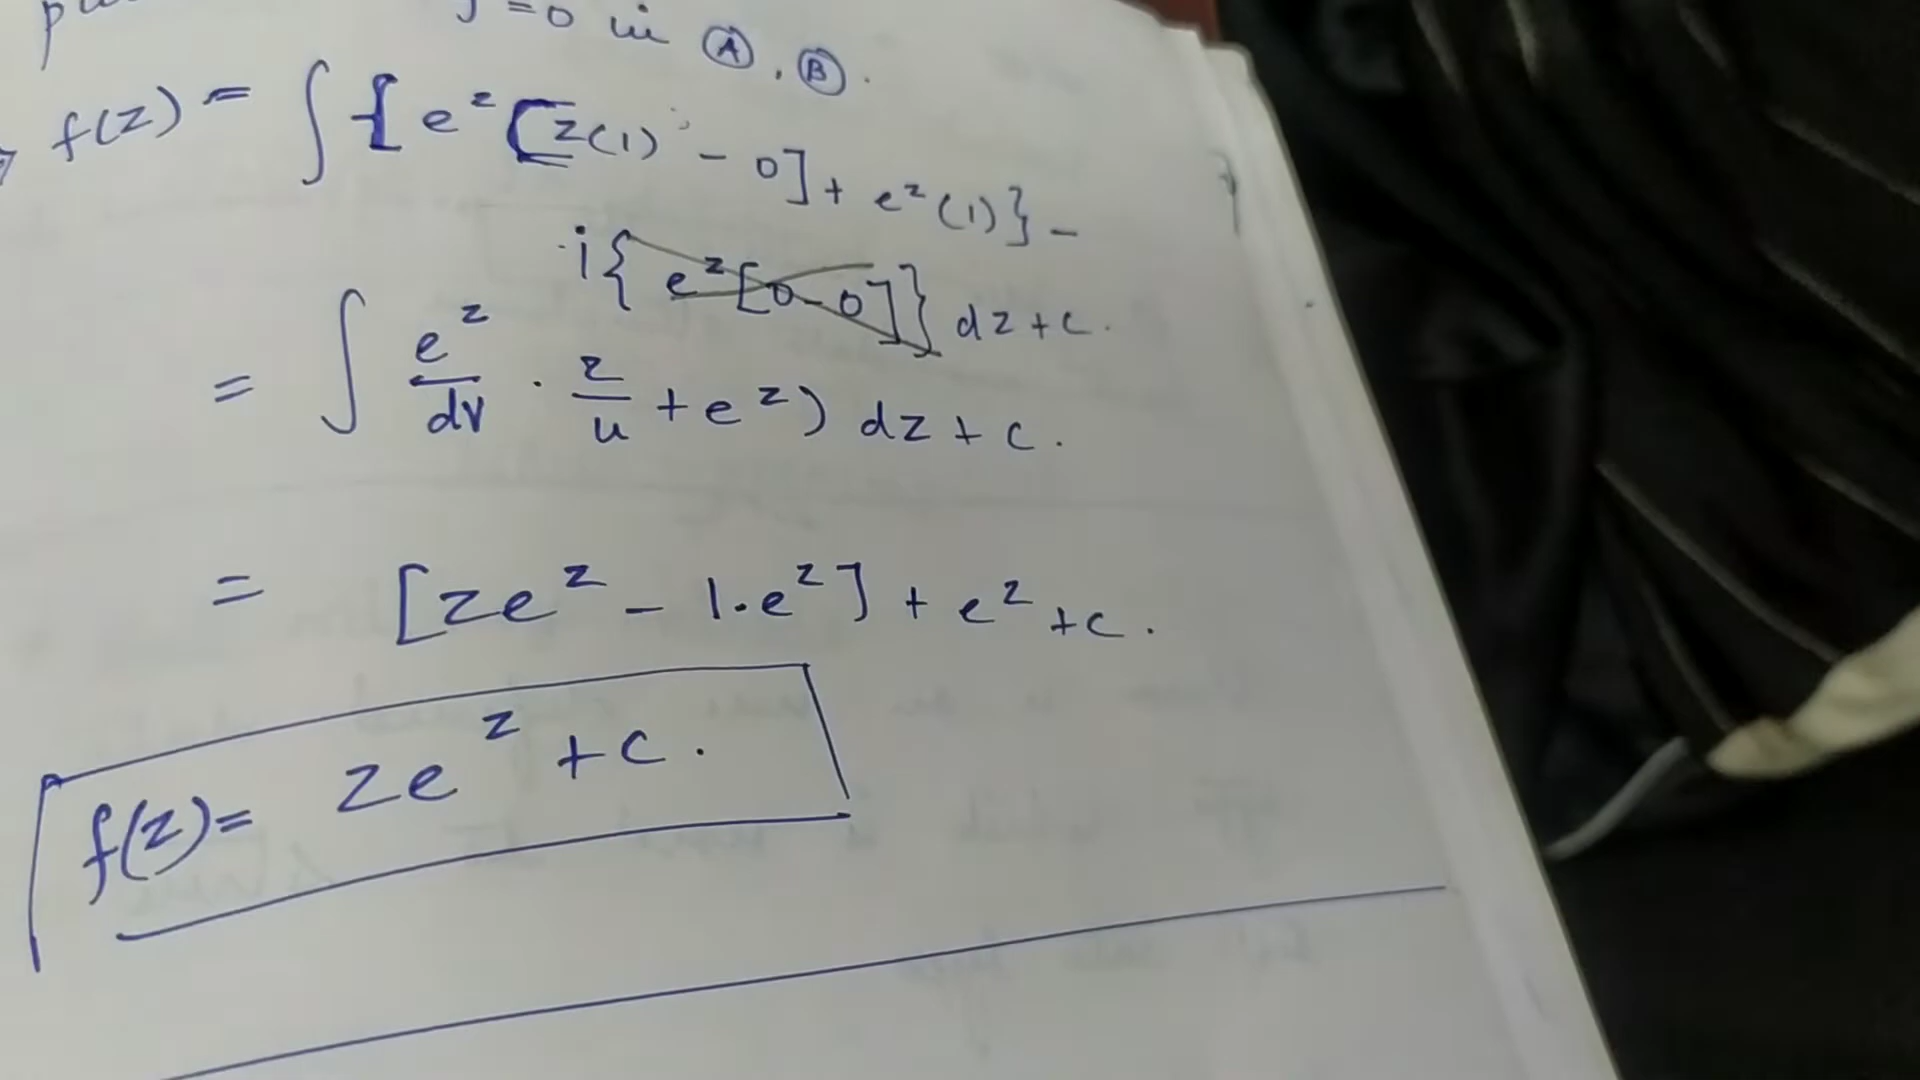 =0 in Ⓐ, Ⓑ.
f(z) = ∫ { e^z [z(1) - 0] + e^z (1)} -
i{ e^z [0-0]} dz + c.
= ∫ e^z/dv · z/u + e^z) dz + c.
= [ze^z - 1·e^z] + e^z + c.
f(z)= ze^z + c.